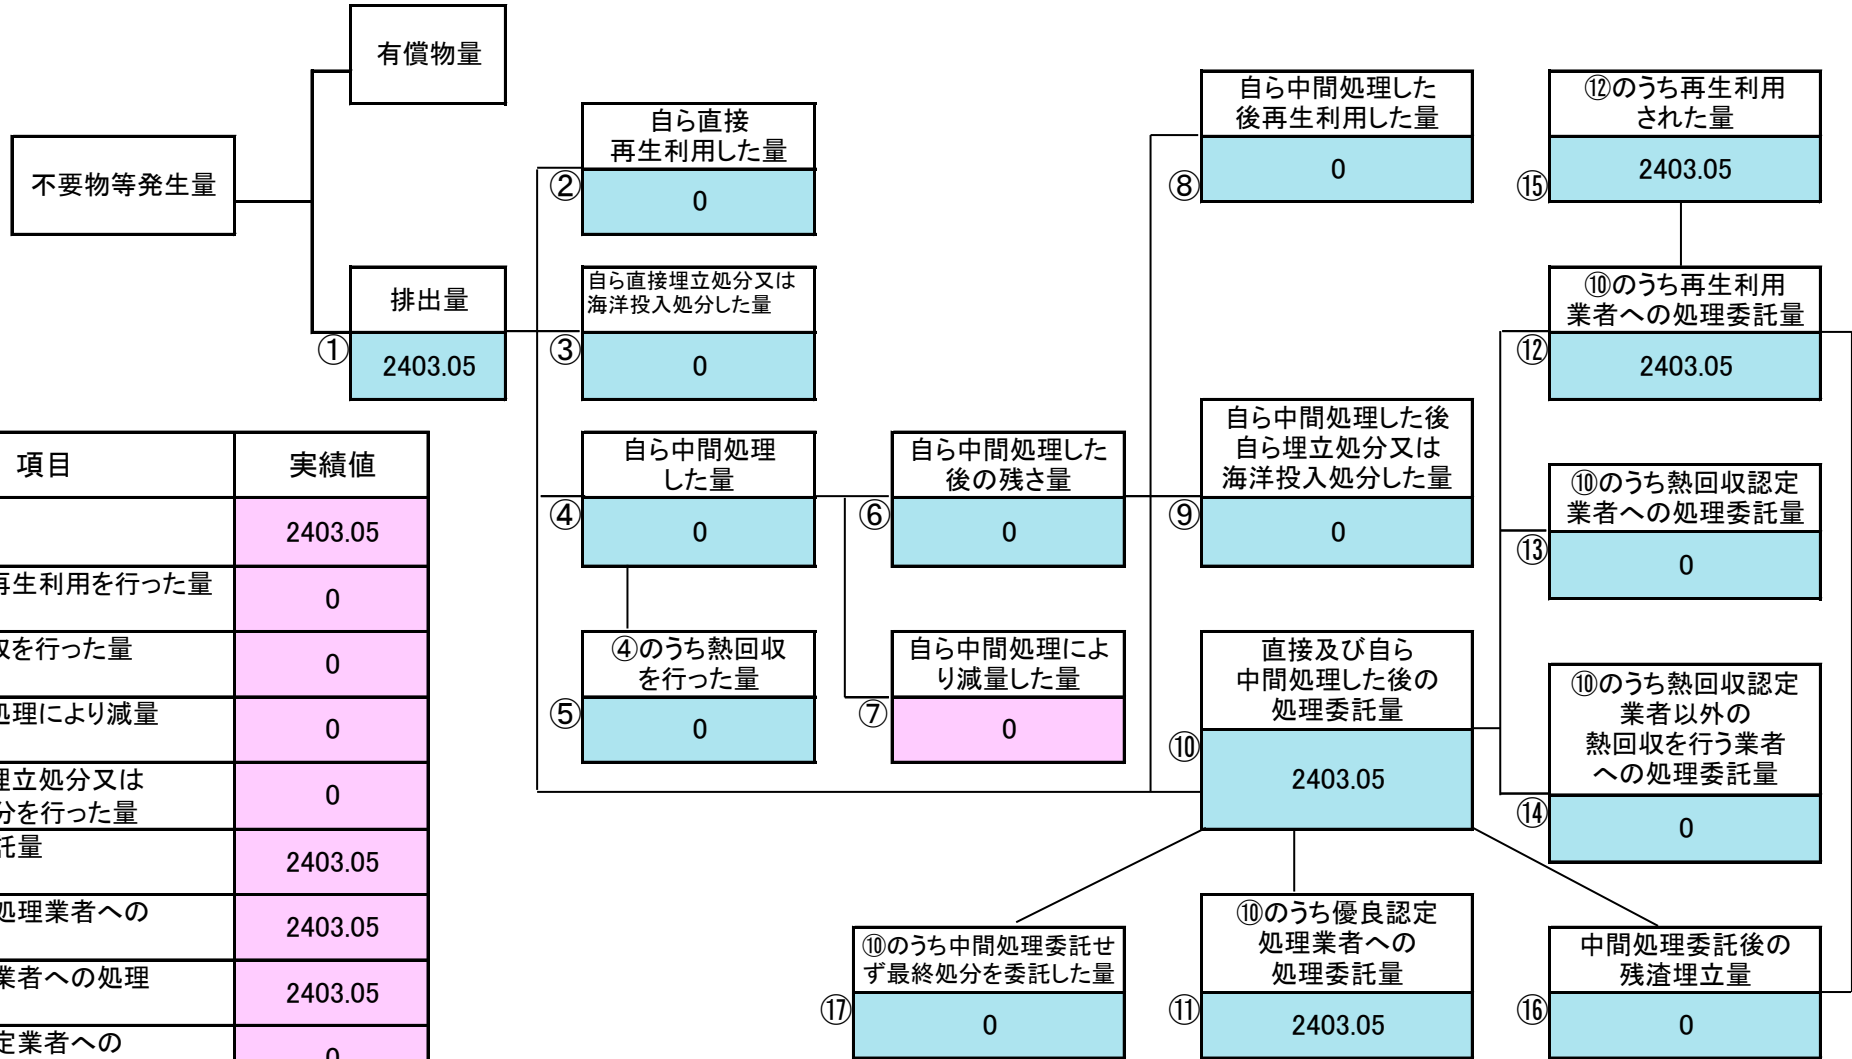 有償物量
不要物等発生量
排出量
①
2403.05
自ら直接
再生利用した量
②
0
自ら直接埋立処分又は
海洋投入処分した量
③
0
自ら中間処理
した量
④
0
④のうち熱回収
を行った量
⑤
0
自ら中間処理した
後の残さ量
⑥
0
自ら中間処理によ
り減量した量
⑦
0
自ら中間処理した
後再生利用した量
⑧
0
自ら中間処理した後
自ら埋立処分又は
海洋投入処分した量
⑨
0
直接及び自ら
中間処理した後の
処理委託量
⑩
2403.05
⑫のうち再生利用
された量
⑮
2403.05
⑩のうち再生利用
業者への処理委託量
⑫
2403.05
⑩のうち熱回収認定
業者への処理委託量
⑬
0
⑩のうち熱回収認定
業者以外の
熱回収を行う業者
への処理委託量
⑭
0
⑩のうち中間処理委託せ
ず最終処分を委託した量
⑰
0
⑩のうち優良認定
処理業者への
処理委託量
⑪
2403.05
中間処理委託後の
残渣埋立量
⑯
0
項目 実績値
2403.05
再生利用を行った量 0
を行った量 0
処理により減量 0
埋立処分又は
分を行った量 0
託量 2403.05
処理業者への 2403.05
業者への処理 2403.05
定業者への 0